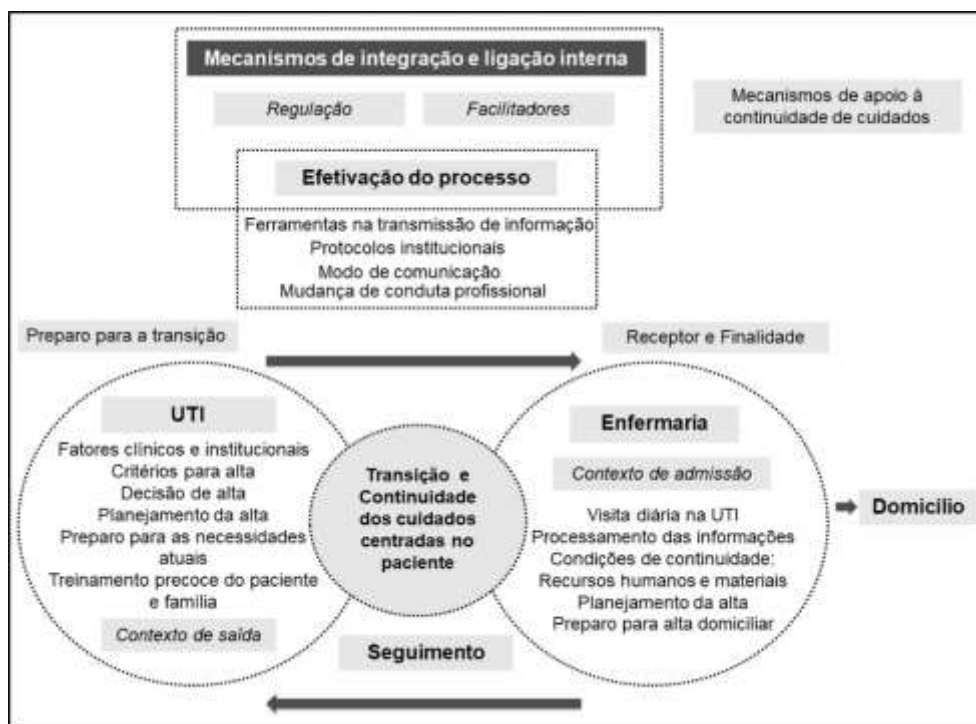 Mecanismos de integração e ligação interna
Regulação
Facilitadores
Mecanismos de apoio à
continuidade de cuidados
Efetivação do processo
Ferramentas na transmissão de informação
Protocolos institucionais
Modo de comunicação
Mudança de conduta profissional
Preparo para a transição
Receptor e Finalidade
UTI
Fatores clínicos e institucionais
Critérios para alta
Decisão de alta
Planejamento da alta
Preparo para as necessidades
atuais
Treinamento precoce do paciente
e família
Contexto de saída
Transição e
Continuidade
dos cuidados
centradas no
paciente
Enfermaria
Contexto de admissão
Visita diária na UTI
Processamento das informações
Condições de continuidade:
Recursos humanos e materiais
Planejamento da alta
Preparo para alta domiciliar
Domicílio
Seguimento